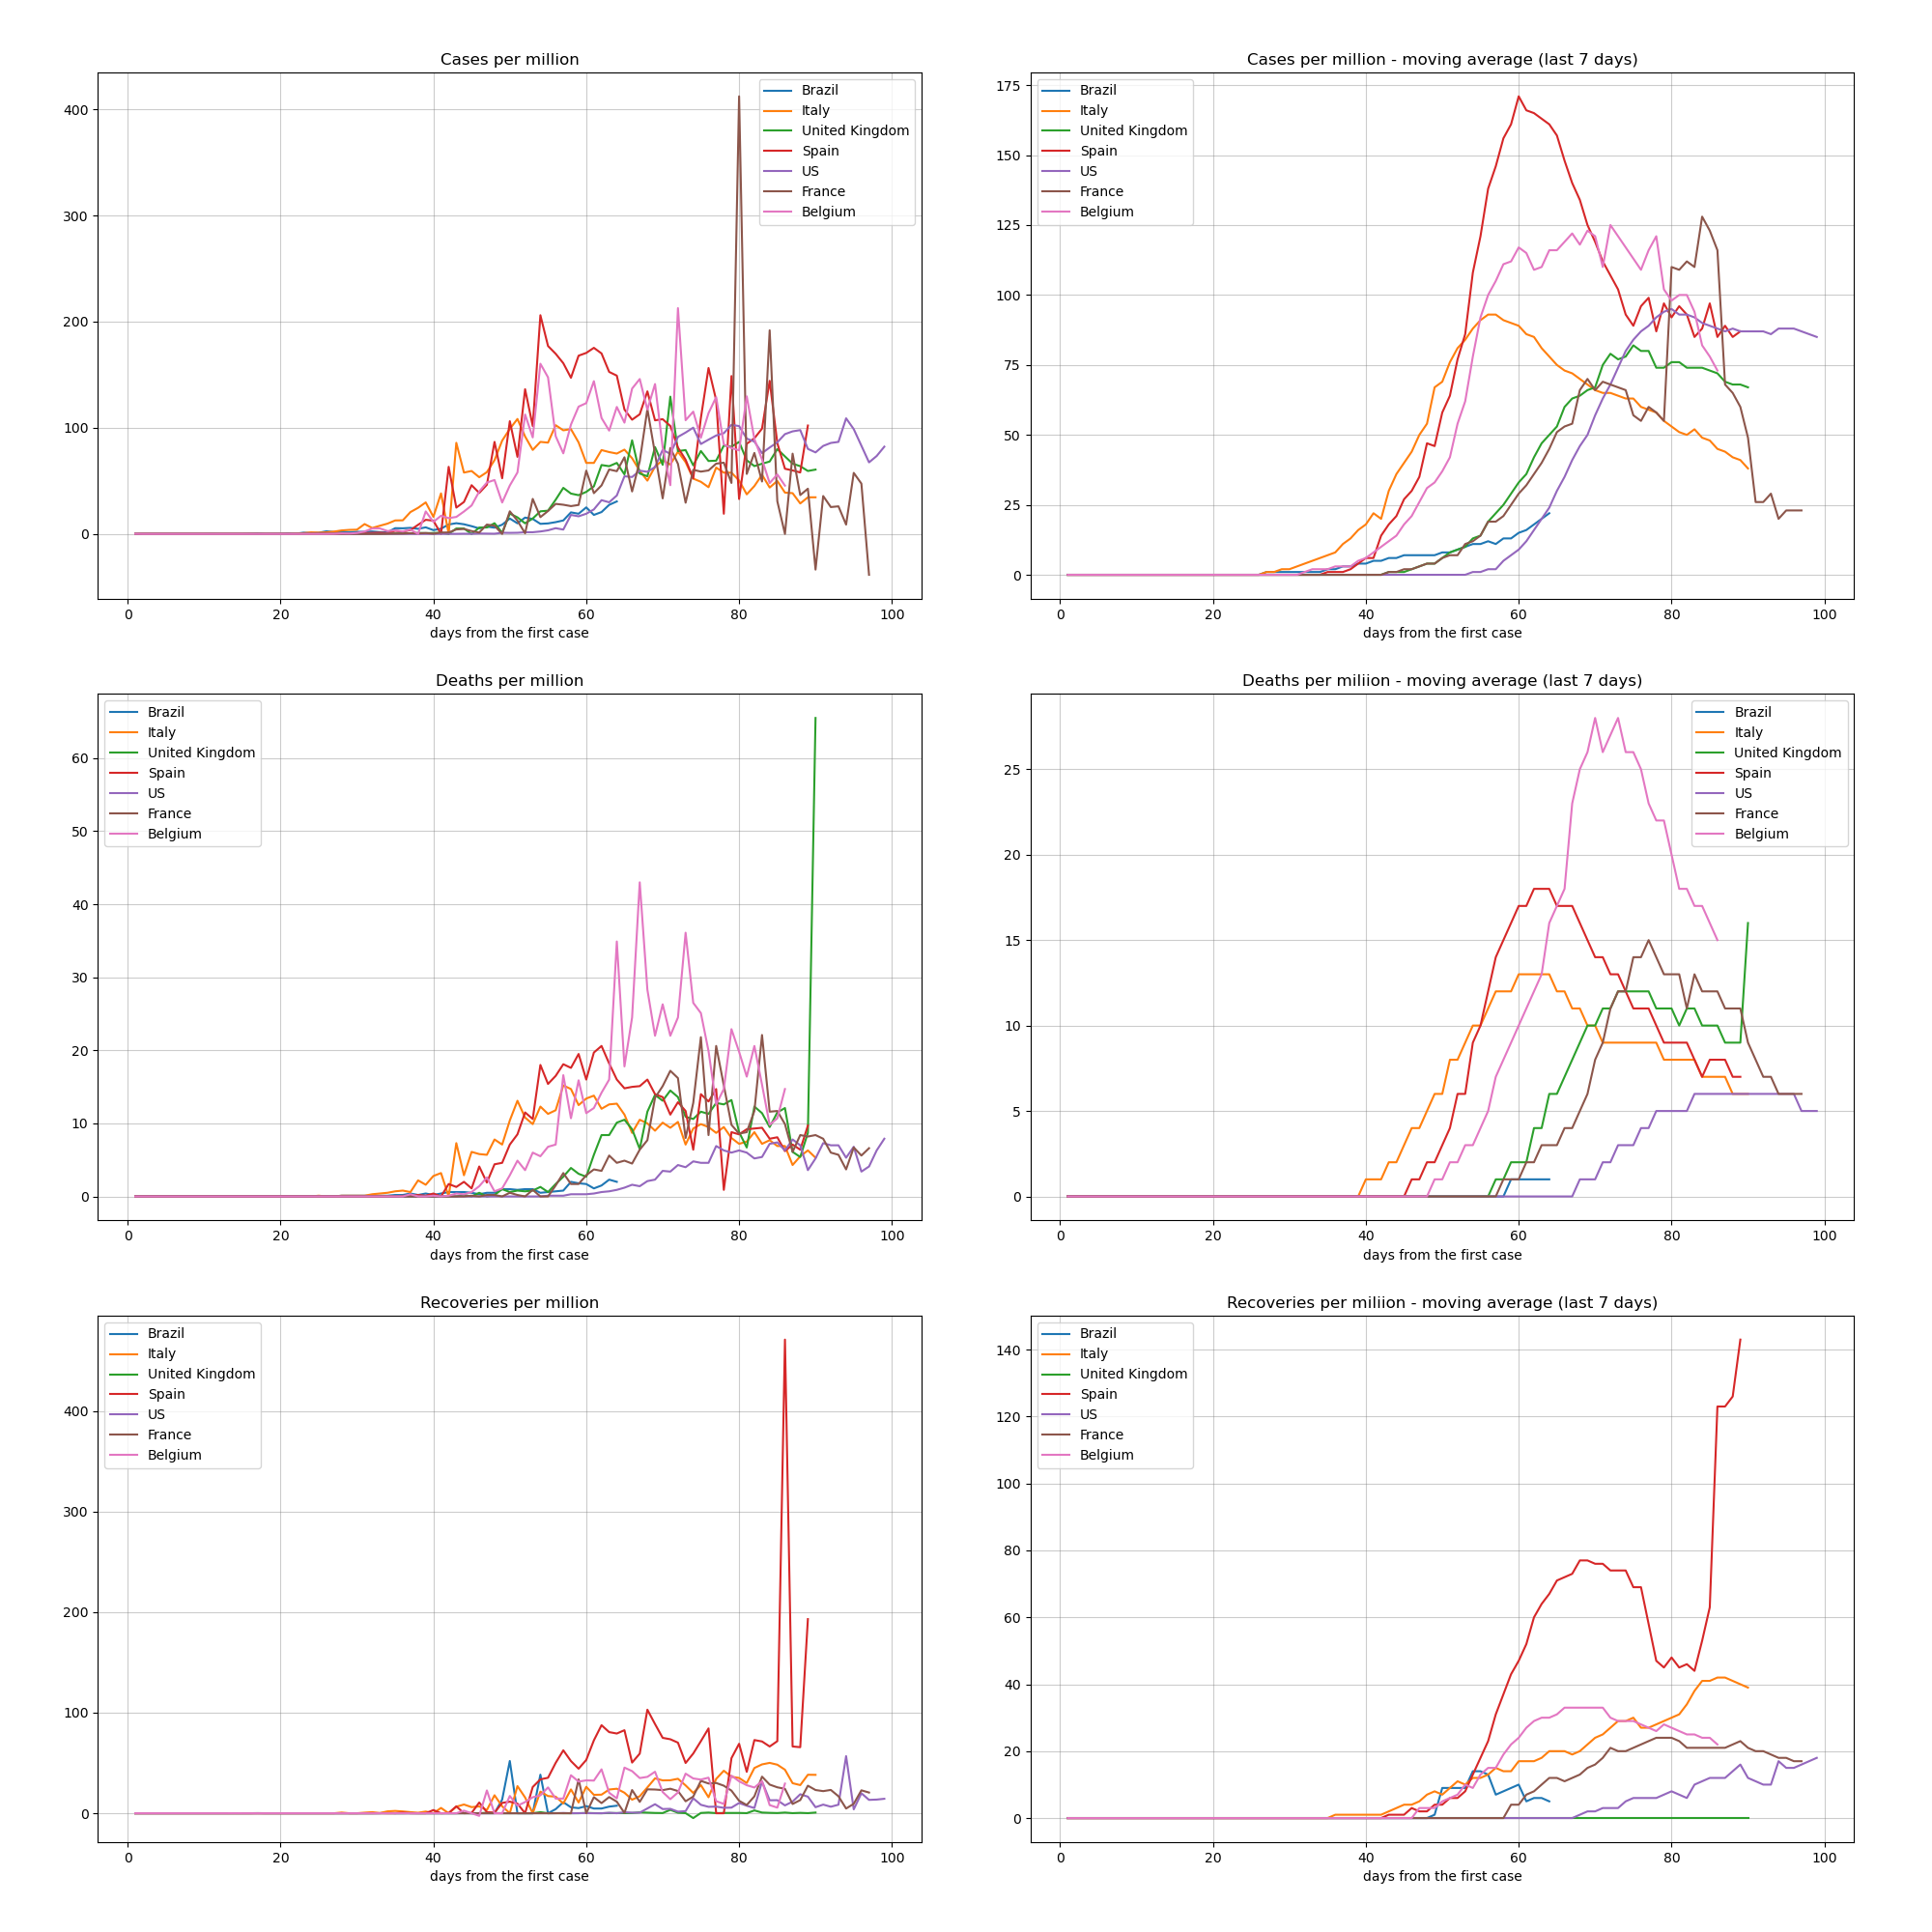 Cases per million
400
300
200
100
0
0 20 40 60 80 100
days from the first case
Brazil
Italy
United Kingdom
Spain
US
France
Belgium
Cases per million - moving average (last 7 days)
175
150
125
100
75
50
25
0
0 20 40 60 80 100
days from the first case
Brazil
Italy
United Kingdom
Spain
US
France
Belgium
Deaths per million
60
50
40
30
20
10
0
0 20 40 60 80 100
days from the first case
Brazil
Italy
United Kingdom
Spain
US
France
Belgium
Deaths per miliion - moving average (last 7 days)
25
20
15
10
5
0
0 20 40 60 80 100
days from the first case
Brazil
Italy
United Kingdom
Spain
US
France
Belgium
Recoveries per million
400
300
200
100
0
0 20 40 60 80 100
days from the first case
Brazil
Italy
United Kingdom
Spain
US
France
Belgium
Recoveries per miliion - moving average (last 7 days)
140
120
100
80
60
40
20
0
0 20 40 60 80 100
days from the first case
Brazil
Italy
United Kingdom
Spain
US
France
Belgium